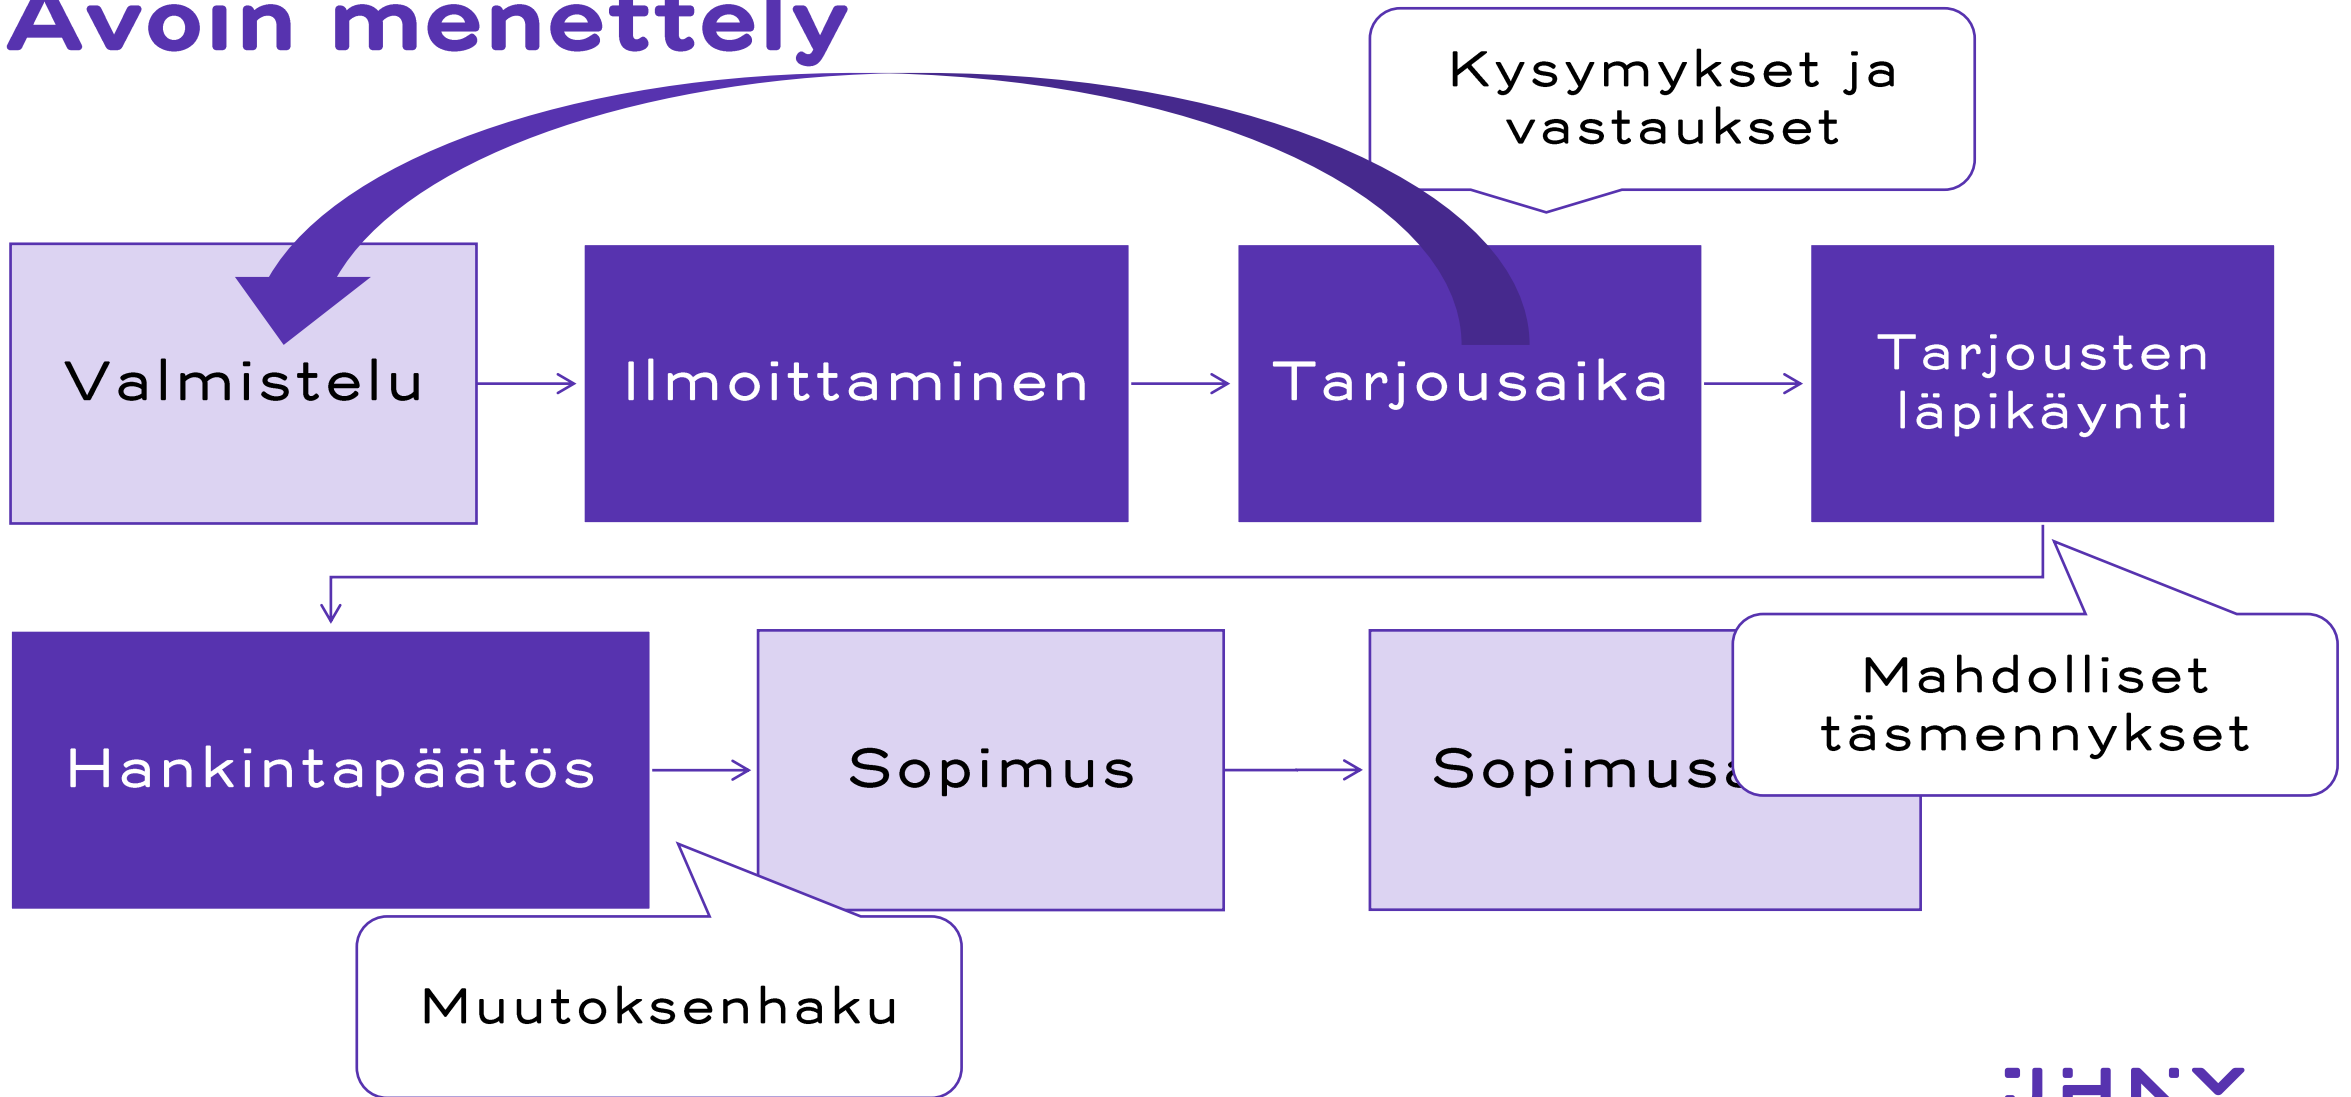 Avoin menettely
Kysymykset ja
vastaukset
Valmistelu
Ilmoittaminen
Tarjousaika
Tarjousten
läpikäynti
Hankintapäätös
Sopimus
Mahdolliset
täsmennykset
Muutoksenhaku